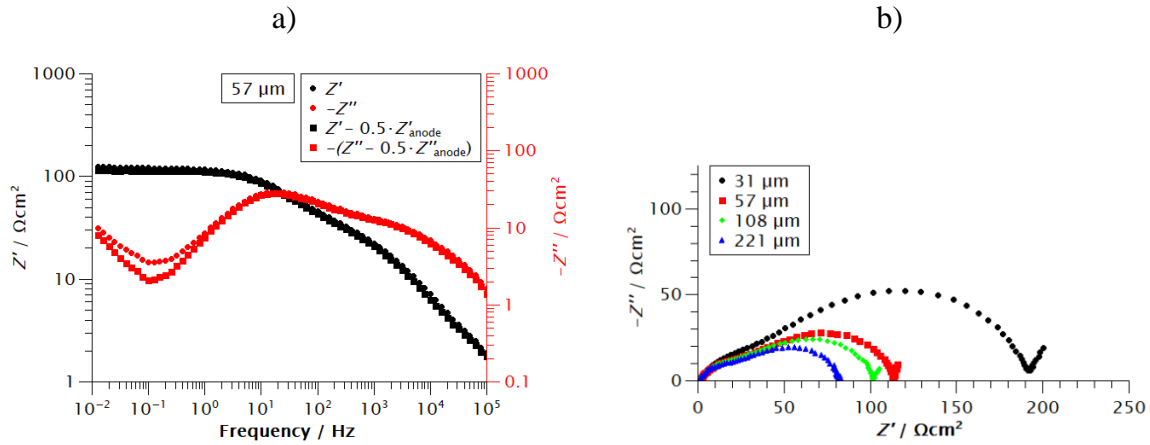 a)
b)
1000
100
10
1
Z′ / Ωcm²
1000
100
10
1
0.1
−Z″ / Ωcm²
57 µm
Z′
−Z″
Z′ − 0.5·Z′anode
−(Z″ − 0.5·Z″anode)
10⁻² 10⁻¹ 10⁰ 10¹ 10² 10³ 10⁴ 10⁵
Frequency / Hz
31 µm
57 µm
108 µm
221 µm
100
50
0
−Z″ / Ωcm²
0 50 100 150 200 250
Z′ / Ωcm²